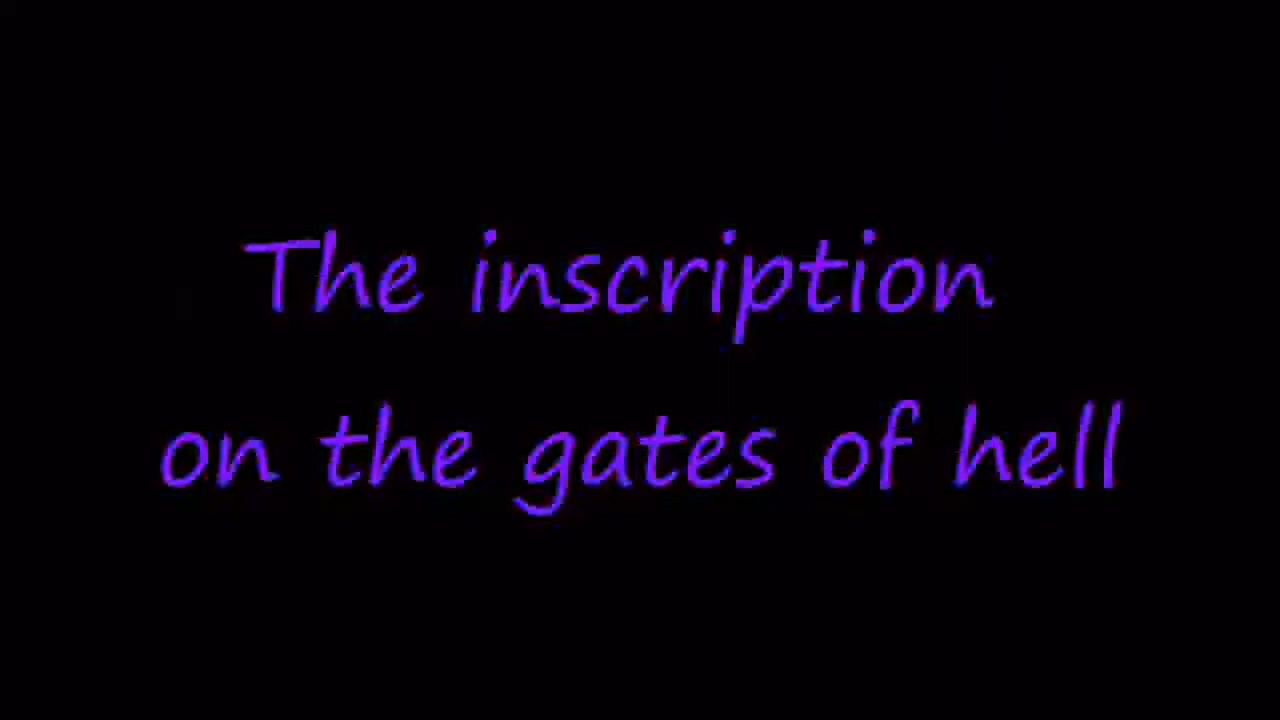 The inscription
on the gates of hell